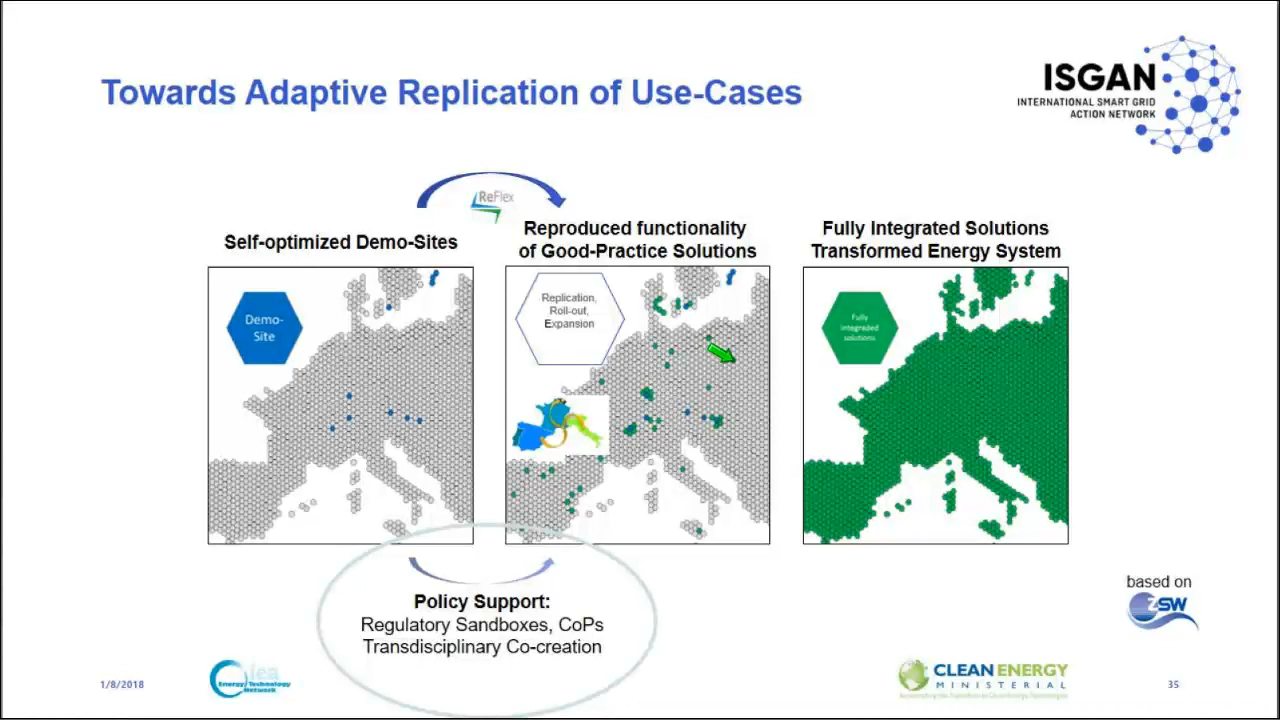 Towards Adaptive Replication of Use-Cases
ISGAN
INTERNATIONAL SMART GRID
ACTION NETWORK
ReFlex
Self-optimized Demo-Sites
Reproduced functionality
of Good-Practice Solutions
Fully Integrated Solutions
Transformed Energy System
Demo-
Site
Replication,
Roll-out,
Expansion
Fully
integrated
solutions
Policy Support:
Regulatory Sandboxes, CoPs
Transdisciplinary Co-creation
based on
ZSW
1/8/2018
iea
Energy Technology
Network
CLEAN ENERGY
MINISTERIAL
35